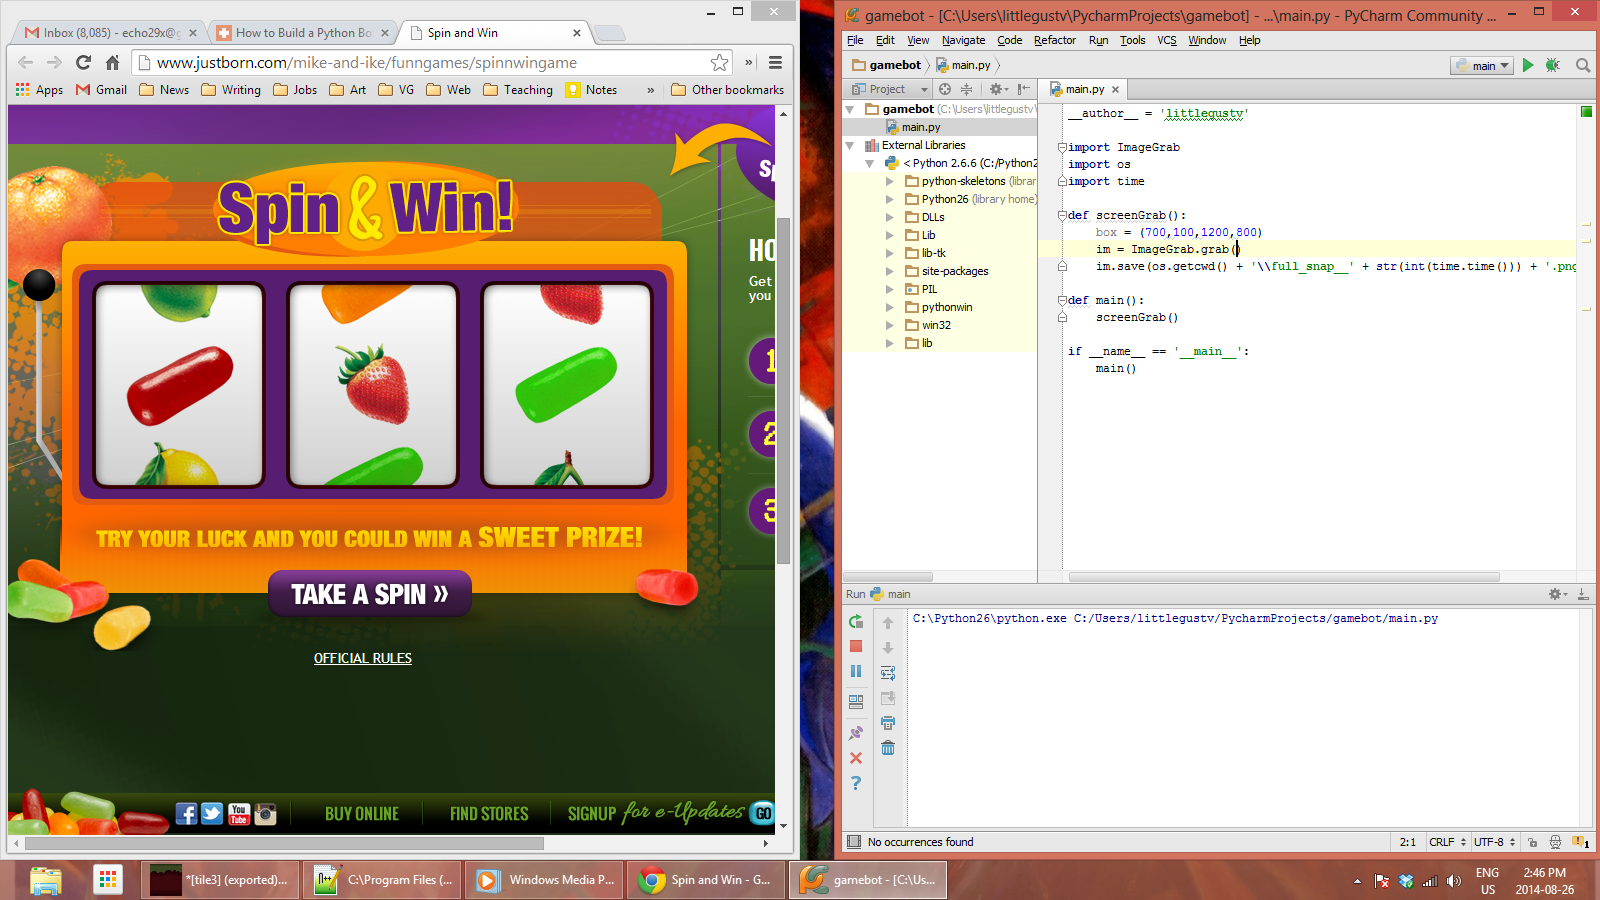 Inbox (8,085) - echo29x@g
How to Build a Python Bo
Spin and Win
www.justborn.com/mike-and-ike/funngames/spinnwingame
»
Apps
Gmail
News
Writing
Jobs
Art
VG
Web
Teaching
Notes
»
Other bookmarks
Spin & Win!
Sp
HO
Get
you
1
2
3
TRY YOUR LUCK AND YOU COULD WIN A SWEET PRIZE!
TAKE A SPIN »
OFFICIAL RULES
f
You Tube
BUY ONLINE
FIND STORES
SIGNUP for e-Updates
GO
gamebot - [C:\Users\littlegustv\PycharmProjects\gamebot] - ...\main.py - PyCharm Community ...
File Edit View Navigate Code Refactor Run Tools VCS Window Help
gamebot
main.py
main
Project
main.py
gamebot (C:\Users\littlegustv\
main.py
External Libraries
< Python 2.6.6 (C:/Python2
python-skeletons (librar
Python26 (library home)
DLLs
Lib
lib-tk
site-packages
PIL
pythonwin
win32
lib
__author__ = 'littlegustv'
import ImageGrab
import os
import time
def screenGrab():
box = (700,100,1200,800)
im = ImageGrab.grab()
im.save(os.getcwd() + '\\full_snap__' + str(int(time.time())) + '.png
def main():
screenGrab()
if __name__ == '__main__':
main()
Run main
C:\Python26\python.exe C:/Users/littlegustv/PycharmProjects/gamebot/main.py
?
No occurrences found
2:1
CRLF
UTF-8
1
*[tile3] (exported)...
C:\Program Files (...
Windows Media P...
Spin and Win - G...
gamebot - [C:\Us...
ENG
US
2:46 PM
2014-08-26